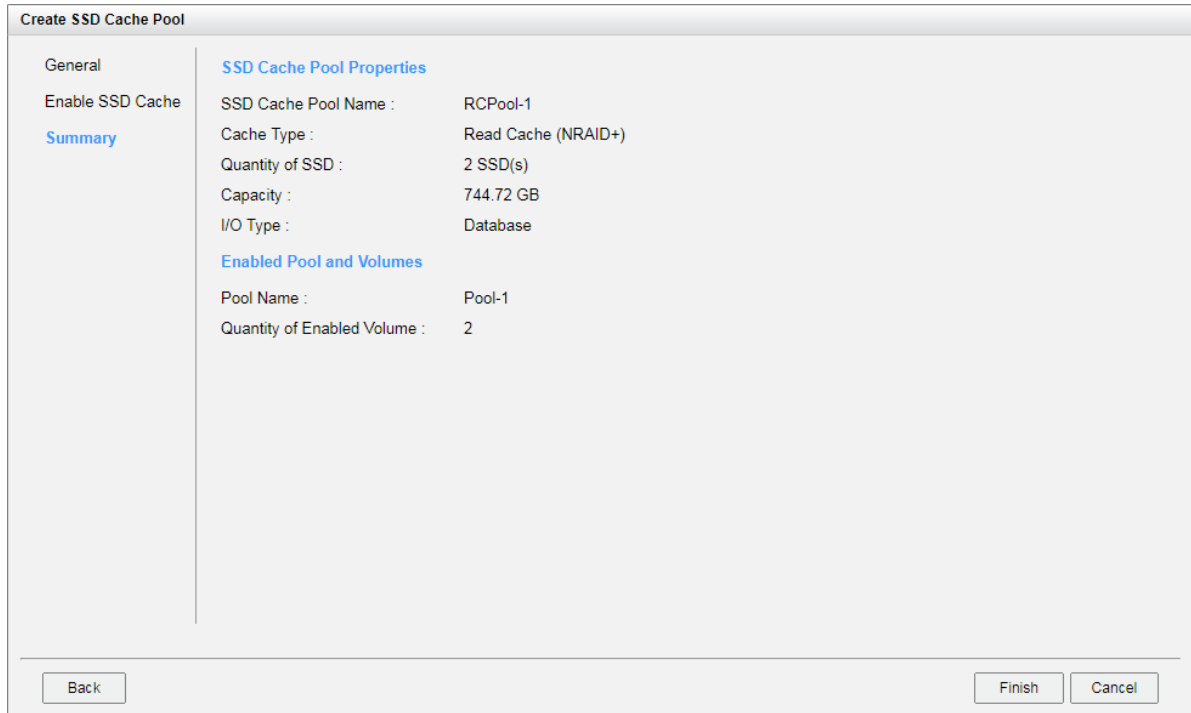 Create SSD Cache Pool
General
Enable SSD Cache
Summary
SSD Cache Pool Properties
SSD Cache Pool Name : RCPool-1
Cache Type : Read Cache (NRAID+)
Quantity of SSD : 2 SSD(s)
Capacity : 744.72 GB
I/O Type : Database
Enabled Pool and Volumes
Pool Name : Pool-1
Quantity of Enabled Volume : 2
Back Finish Cancel